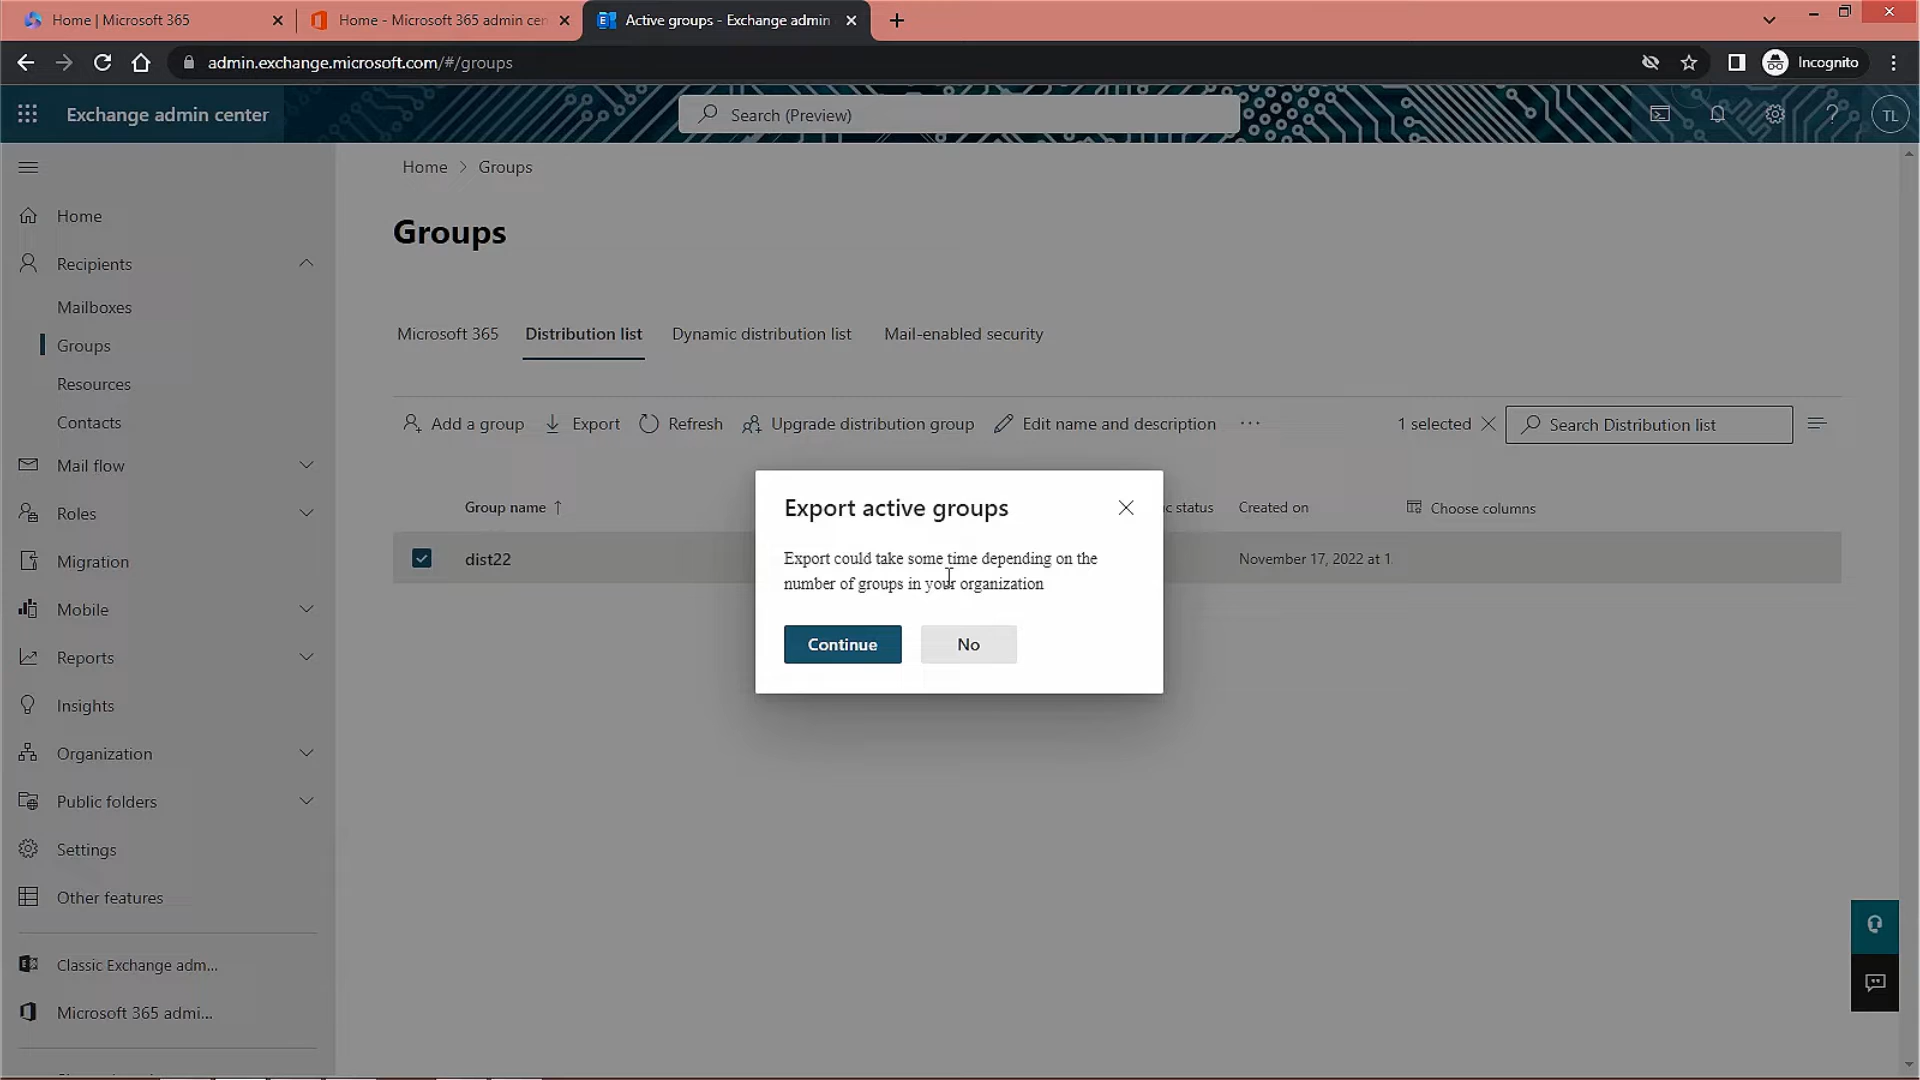 Home | Microsoft 365
Home - Microsoft 365 admin cen
Active groups - Exchange admin
admin.exchange.microsoft.com/#/groups
Incognito
Exchange admin center
Search (Preview)
TL
Home > Groups
Groups
Home
Recipients
Mailboxes
Groups
Resources
Contacts
Mail flow
Roles
Migration
Mobile
Reports
Insights
Organization
Public folders
Settings
Other features
Classic Exchange adm...
Microsoft 365 admi...
Microsoft 365 Distribution list Dynamic distribution list Mail-enabled security
Add a group Export Refresh Upgrade distribution group Edit name and description ... 1 selected Search Distribution list
Group name ↑ c status Created on Choose columns
dist22 November 17, 2022 at 1
Export active groups
Export could take some time depending on the
number of groups in your organization
Continue No